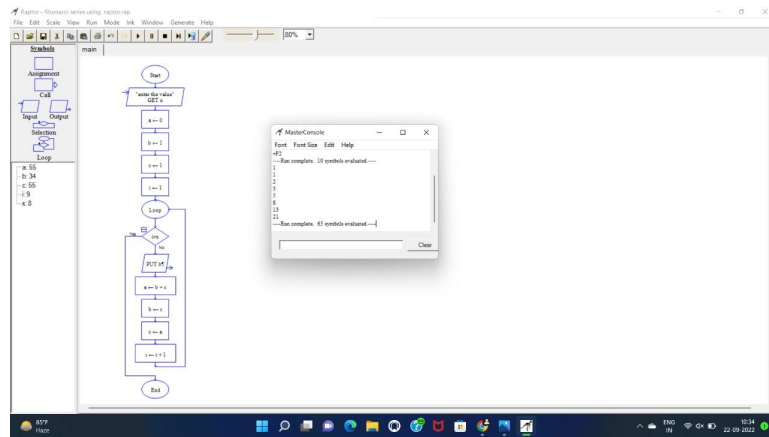 Raptor - fibonacci series using raptor.rap
File Edit Scale View Run Mode Ink Window Generate Help
80%
Symbols
main
Assignment
Call
Input Output
Selection
Loop
a: 55
b: 34
c: 55
i: 9
x: 8
Start
"enter the value"
GET x
a ← 0
b ← 1
c ← 1
i ← 1
Loop
Yes
i>x
No
PUT b¶
a ← b + c
b ← c
c ← a
i ← i + 1
End
MasterConsole
Font Font Size Edit Help
----Run complete. 10 symbols evaluated.----
1
1
2
3
5
8
13
21
----Run complete. 63 symbols evaluated.----
Clear
85°F
Haze
ENG
IN
10:34
22-09-2022